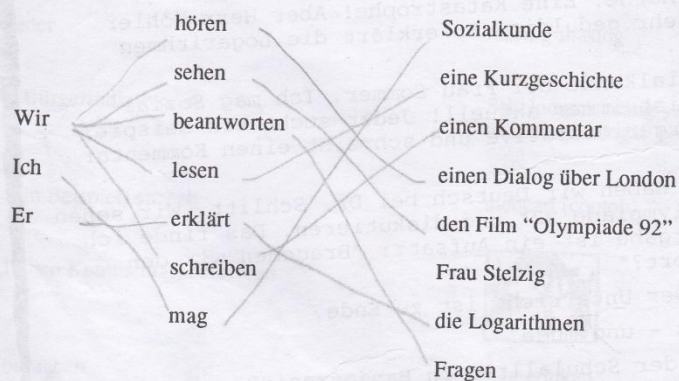 Wir
Ich
Er
hören
sehen
beantworten
lesen
erklärt
schreiben
mag
Sozialkunde
eine Kurzgeschichte
einen Kommentar
einen Dialog über London
den Film “Olympiade 92”
Frau Stelzig
die Logarithmen
Fragen